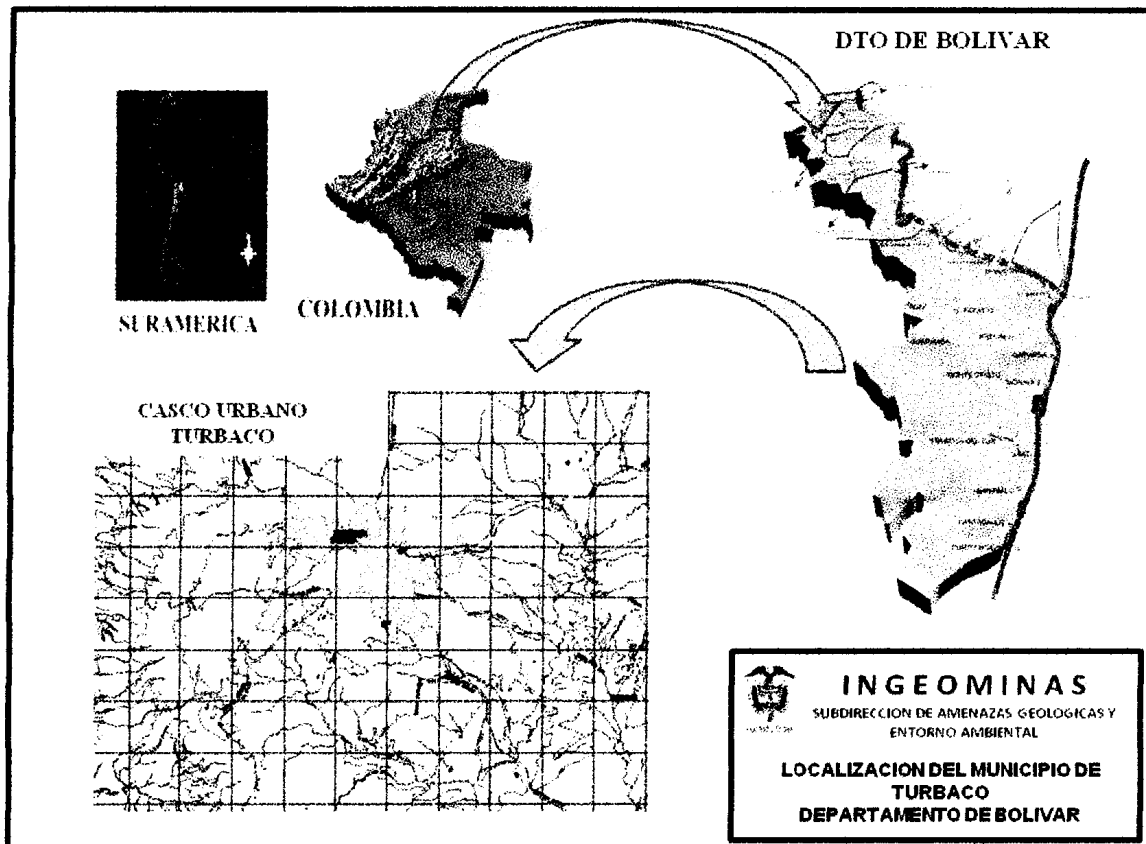 DTO DE BOLIVAR
SURAMERICA
COLOMBIA
CASCO URBANO
TURBACO
INGEOMINAS
SUBDIRECCION DE AMENAZAS GEOLOGICAS Y
ENTORNO AMBIENTAL
LOCALIZACION DEL MUNICIPIO DE
TURBACO
DEPARTAMENTO DE BOLIVAR